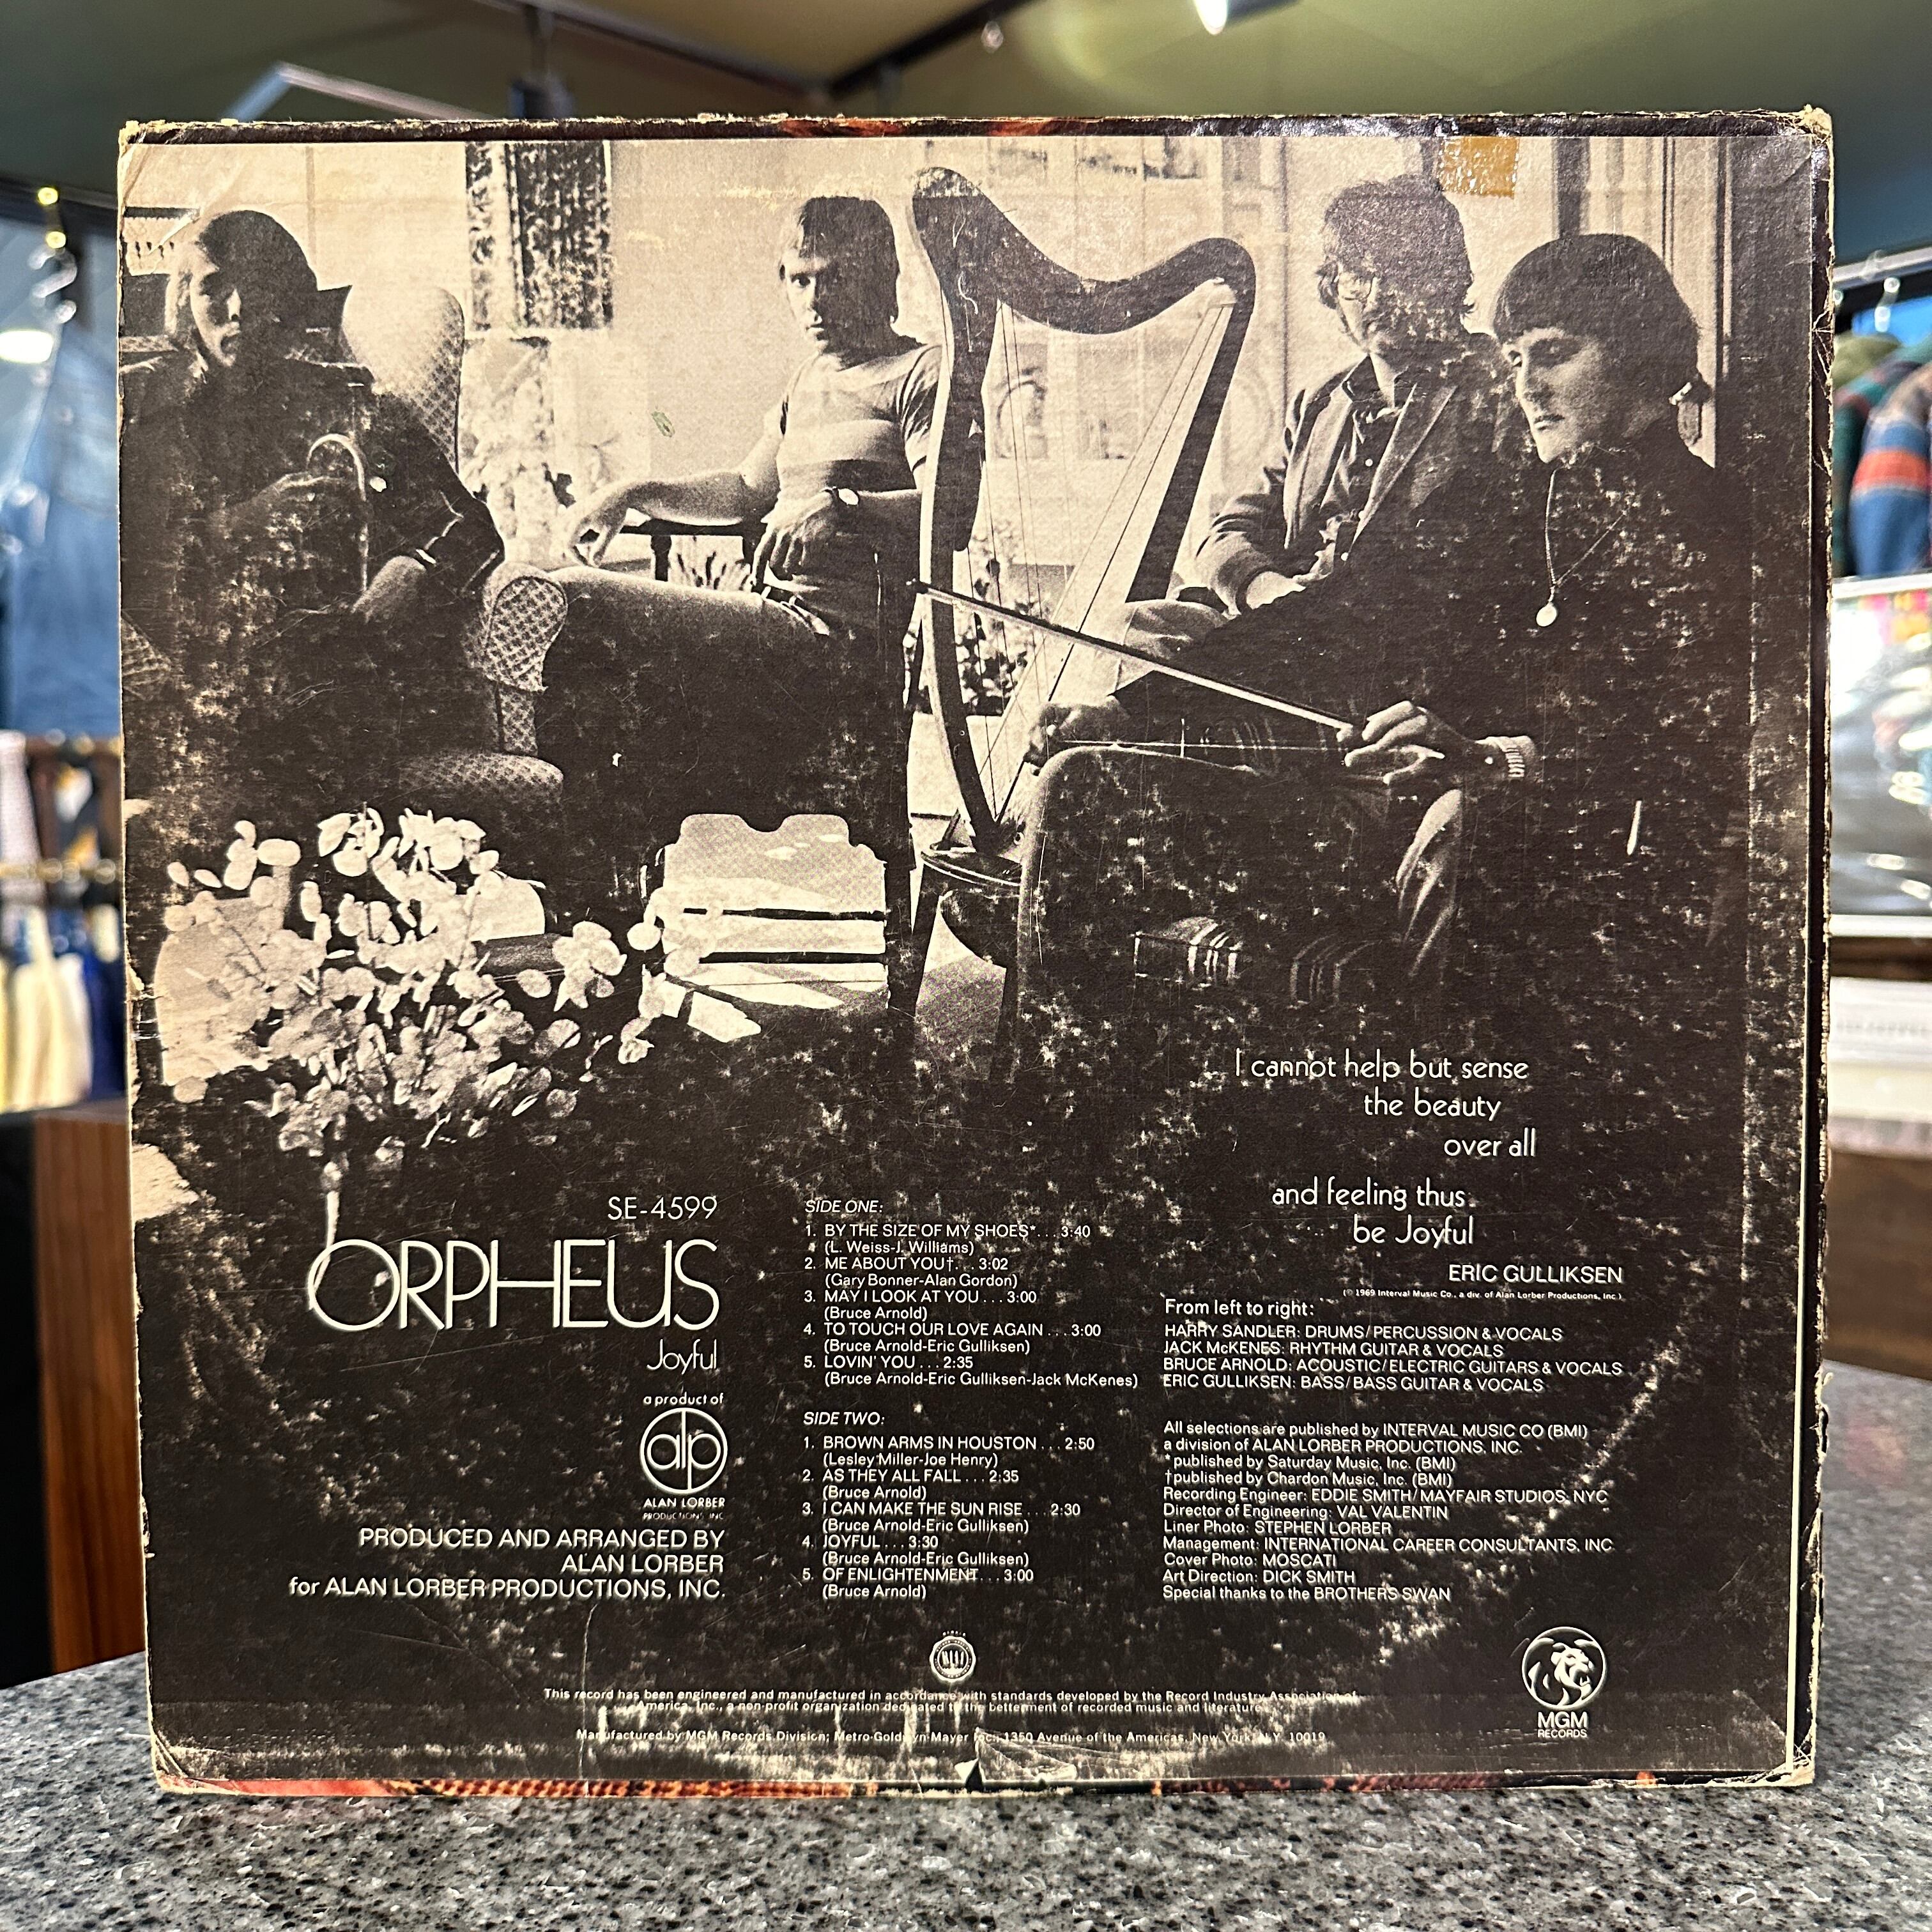 I cannot help but sense
the beauty
over all
and feeling thus
be Joyful
ERIC GULLIKSEN
(© 1969 Interval Music Co., a div. of Alan Lorber Productions, Inc.)
SE-4599
ORPHEUS
Joyful
a product of
alp
ALAN LORBER
PRODUCTIONS, INC.
PRODUCED AND ARRANGED BY
ALAN LORBER
for ALAN LORBER PRODUCTIONS, INC.
SIDE ONE:
1. BY THE SIZE OF MY SHOES*. . . 3:40
(L. Weiss-J. Williams)
2. ME ABOUT YOU†. . . 3:02
(Gary Bonner-Alan Gordon)
3. MAY I LOOK AT YOU . . . 3:00
(Bruce Arnold)
4. TO TOUCH OUR LOVE AGAIN . . . 3:00
(Bruce Arnold-Eric Gulliksen)
5. LOVIN' YOU . . . 2:35
(Bruce Arnold-Eric Gulliksen-Jack McKenes)
SIDE TWO:
1. BROWN ARMS IN HOUSTON . . . 2:50
(Lesley Miller-Joe Henry)
2. AS THEY ALL FALL . . . 2:35
(Bruce Arnold)
3. I CAN MAKE THE SUN RISE . . . 2:30
(Bruce Arnold-Eric Gulliksen)
4. JOYFUL . . . 3:30
(Bruce Arnold-Eric Gulliksen)
5. OF ENLIGHTENMENT. . . 3:00
(Bruce Arnold)
From left to right:
HARRY SANDLER: DRUMS/PERCUSSION & VOCALS
JACK McKENES: RHYTHM GUITAR & VOCALS
BRUCE ARNOLD: ACOUSTIC/ELECTRIC GUITARS & VOCALS
ERIC GULLIKSEN: BASS/BASS GUITAR & VOCALS
All selections are published by INTERVAL MUSIC CO (BMI)
a division of ALAN LORBER PRODUCTIONS, INC.
* published by Saturday Music, Inc. (BMI)
†published by Chardon Music, Inc. (BMI)
Recording Engineer: EDDIE SMITH/MAYFAIR STUDIOS, NYC
Director of Engineering: VAL VALENTIN
Liner Photo: STEPHEN LORBER
Management: INTERNATIONAL CAREER CONSULTANTS, INC
Cover Photo: MOSCATI
Art Direction: DICK SMITH
Special thanks to the BROTHERS SWAN
This record has been engineered and manufactured in accordance with standards developed by the Record Industry Association of
America, Inc., a non-profit organization dedicated to the betterment of recorded music and literature.
Manufactured by MGM Records Division; Metro-Goldwyn-Mayer Inc., 1350 Avenue of the Americas, New York, N.Y. 10019
MGM
RECORDS